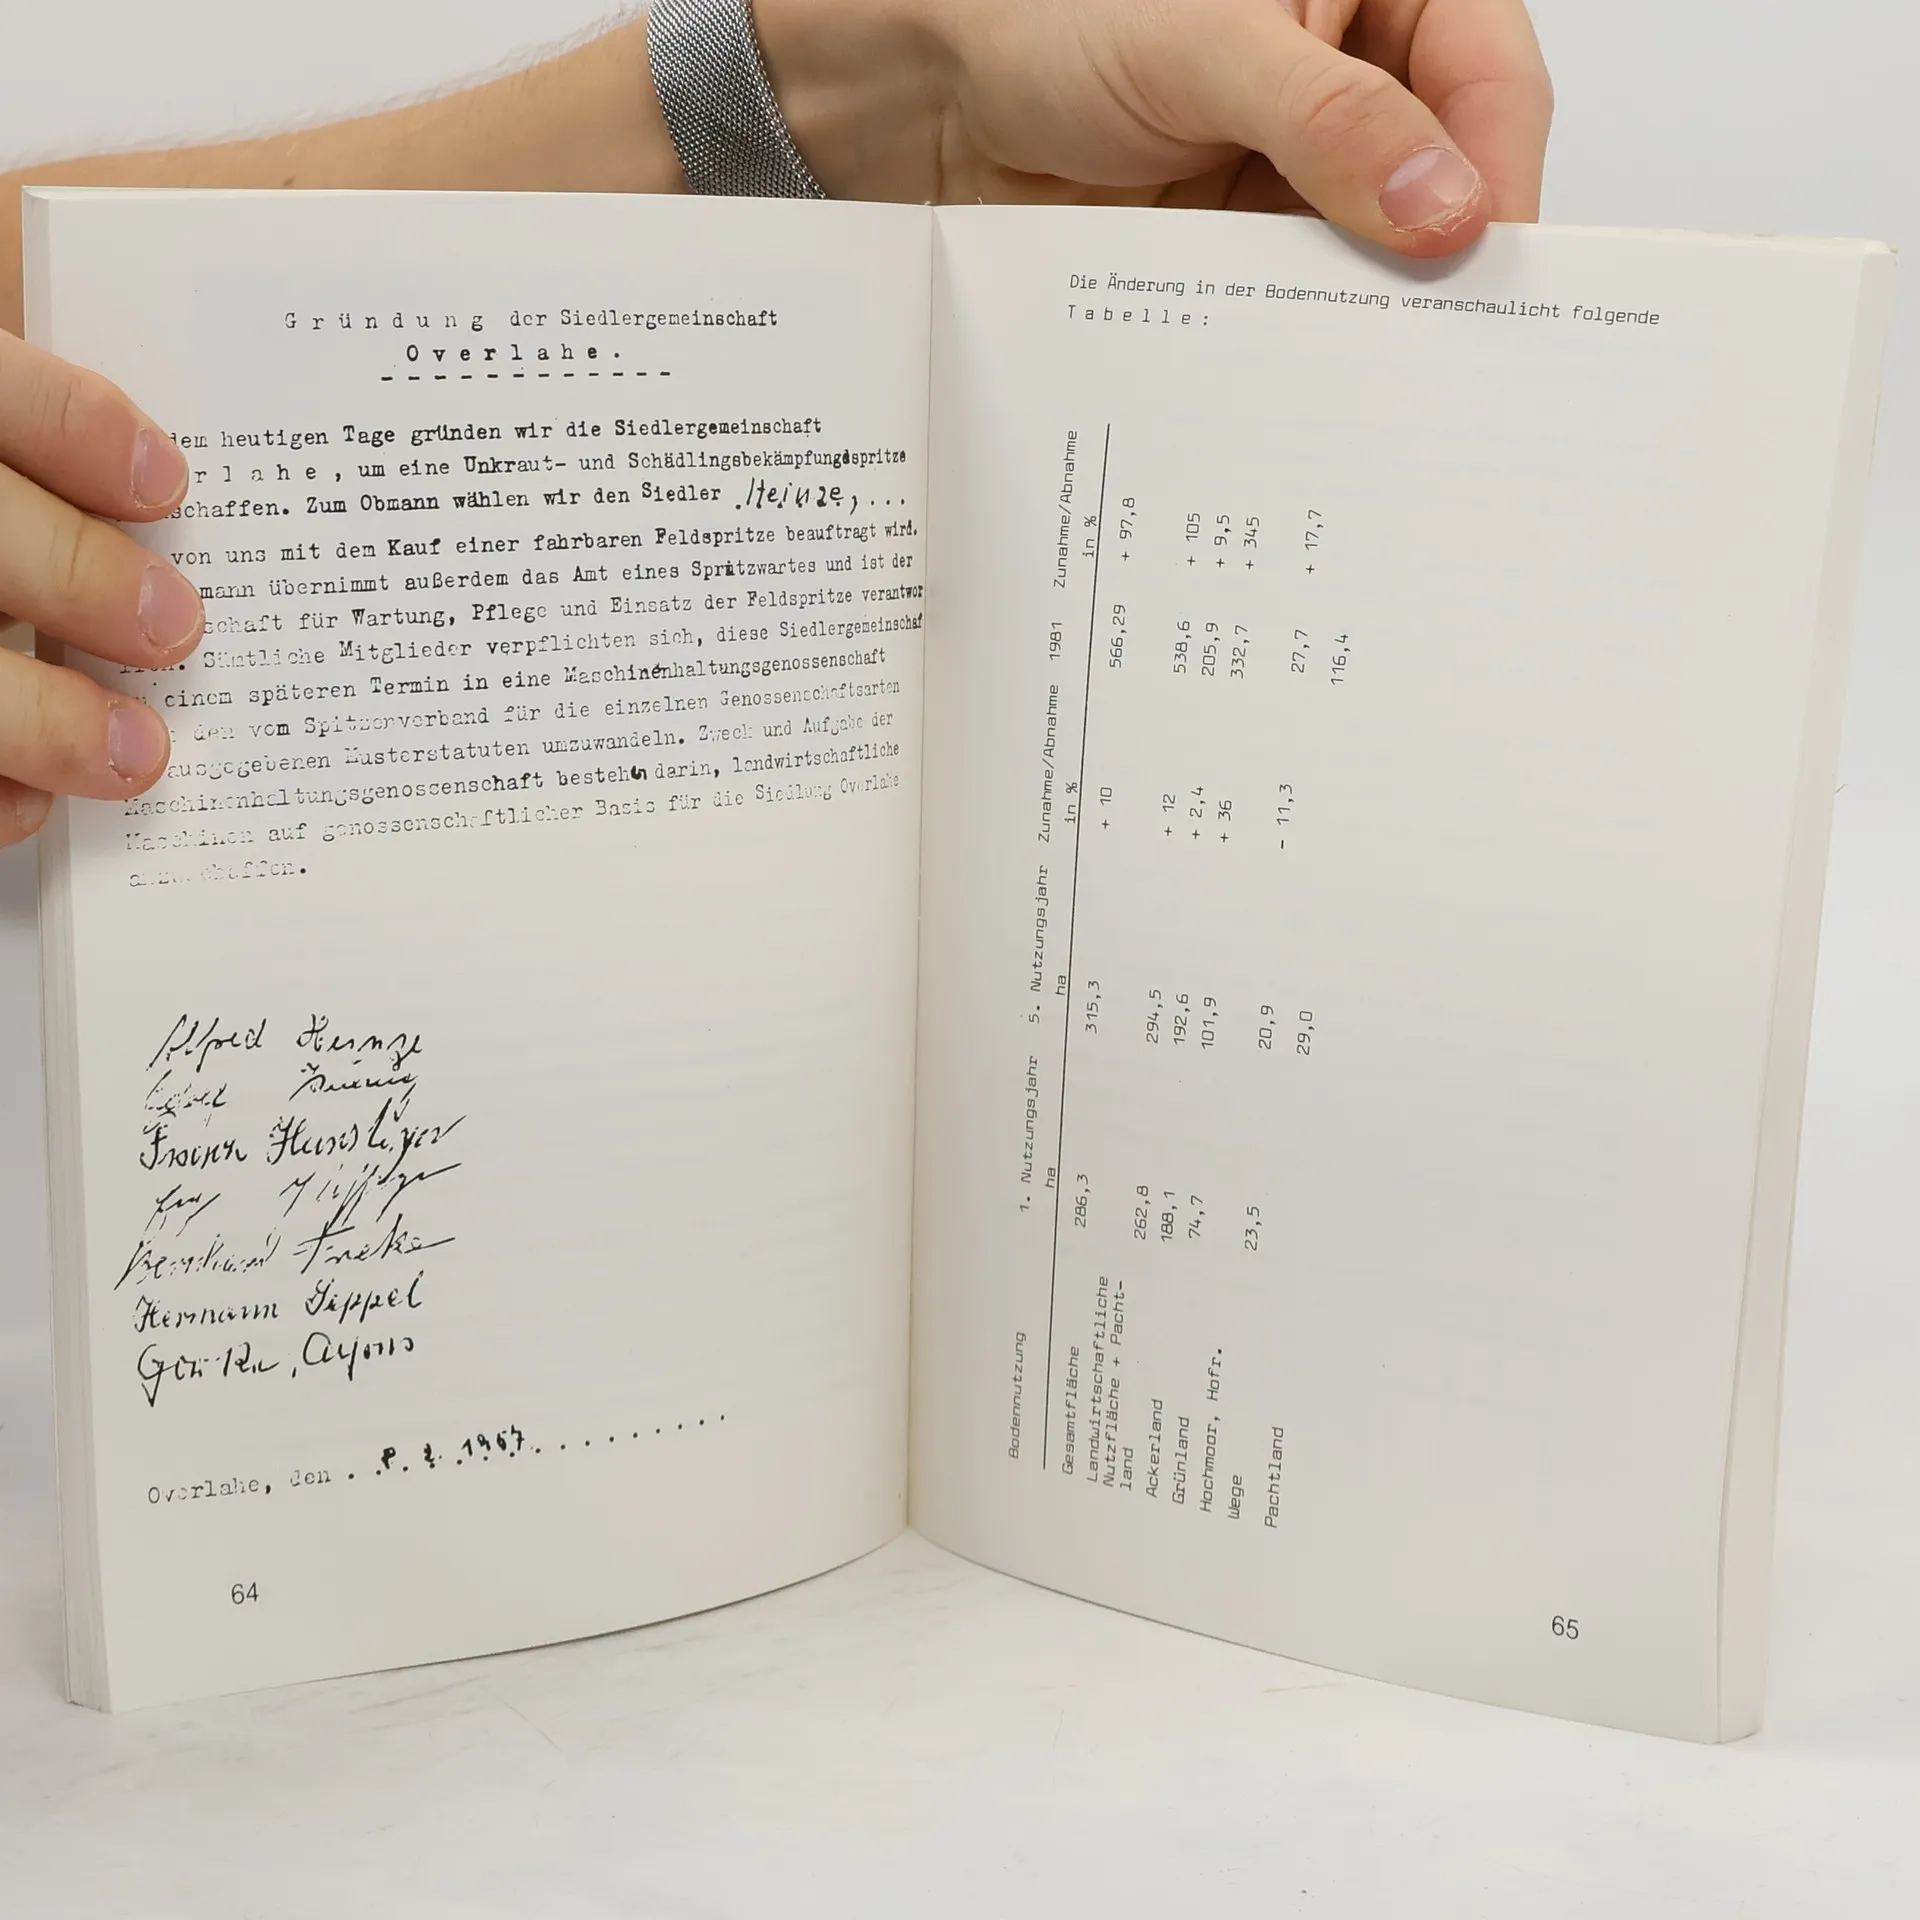 Gründung der Siedlergemeinschaft
Overlahe.
------------
dem heutigen Tage gründen wir die Siedlergemeinschaft
rlahe, um eine Unkraut- und Schädlingsbekämpfungsspritze
schaffen. Zum Obmann wählen wir den Siedler Heinze, ...
von uns mit dem Kauf einer fahrbaren Feldspritze beauftragt wird.
mann übernimmt außerdem das Amt eines Spritzwartes und ist der
schaft für Wartung, Pflege und Einsatz der Feldspritze verantwor
Sämtliche Mitglieder verpflichten sich, diese Siedlergemeinschaf
einem späteren Termin in eine Maschinenhaltungsgenossenschaft
den vom Spitzenverband für die einzelnen Genossenschaftsarten
ausgegebenen Musterstatuten umzuwandeln. Zweck und Aufgabe der
Maschinenhaltungsgenossenschaft bestehn darin, landwirtschaftliche
Maschinen auf genossenschaftlicher Basis für die Siedlung Overlahe
anzuschaffen.
Alfred Heinze
Hermann Sippel
Overlahe, den . 1957 .........
64
Die Änderung in der Bodennutzung veranschaulicht folgende
Tabelle:
Bodennutzung 1. Nutzungsjahr 5. Nutzungsjahr Zunahme/Abnahme 1981 Zunahme/Abnahme
ha ha in % in %
Gesamtfläche 286,3 315,3 + 10 566,29 + 97,8
Landwirtschaftliche
Nutzfläche + Pacht-
land 262,8 294,5 + 12 538,6 + 105
Ackerland 188,1 192,6 + 2,4 205,9 + 9,5
Grünland 74,7 101,9 + 36 332,7 + 345
Hochmoor, Hofr.
Wege 23,5 20,9 - 11,3 27,7 + 17,7
Pachtland 29,0 116,4
65